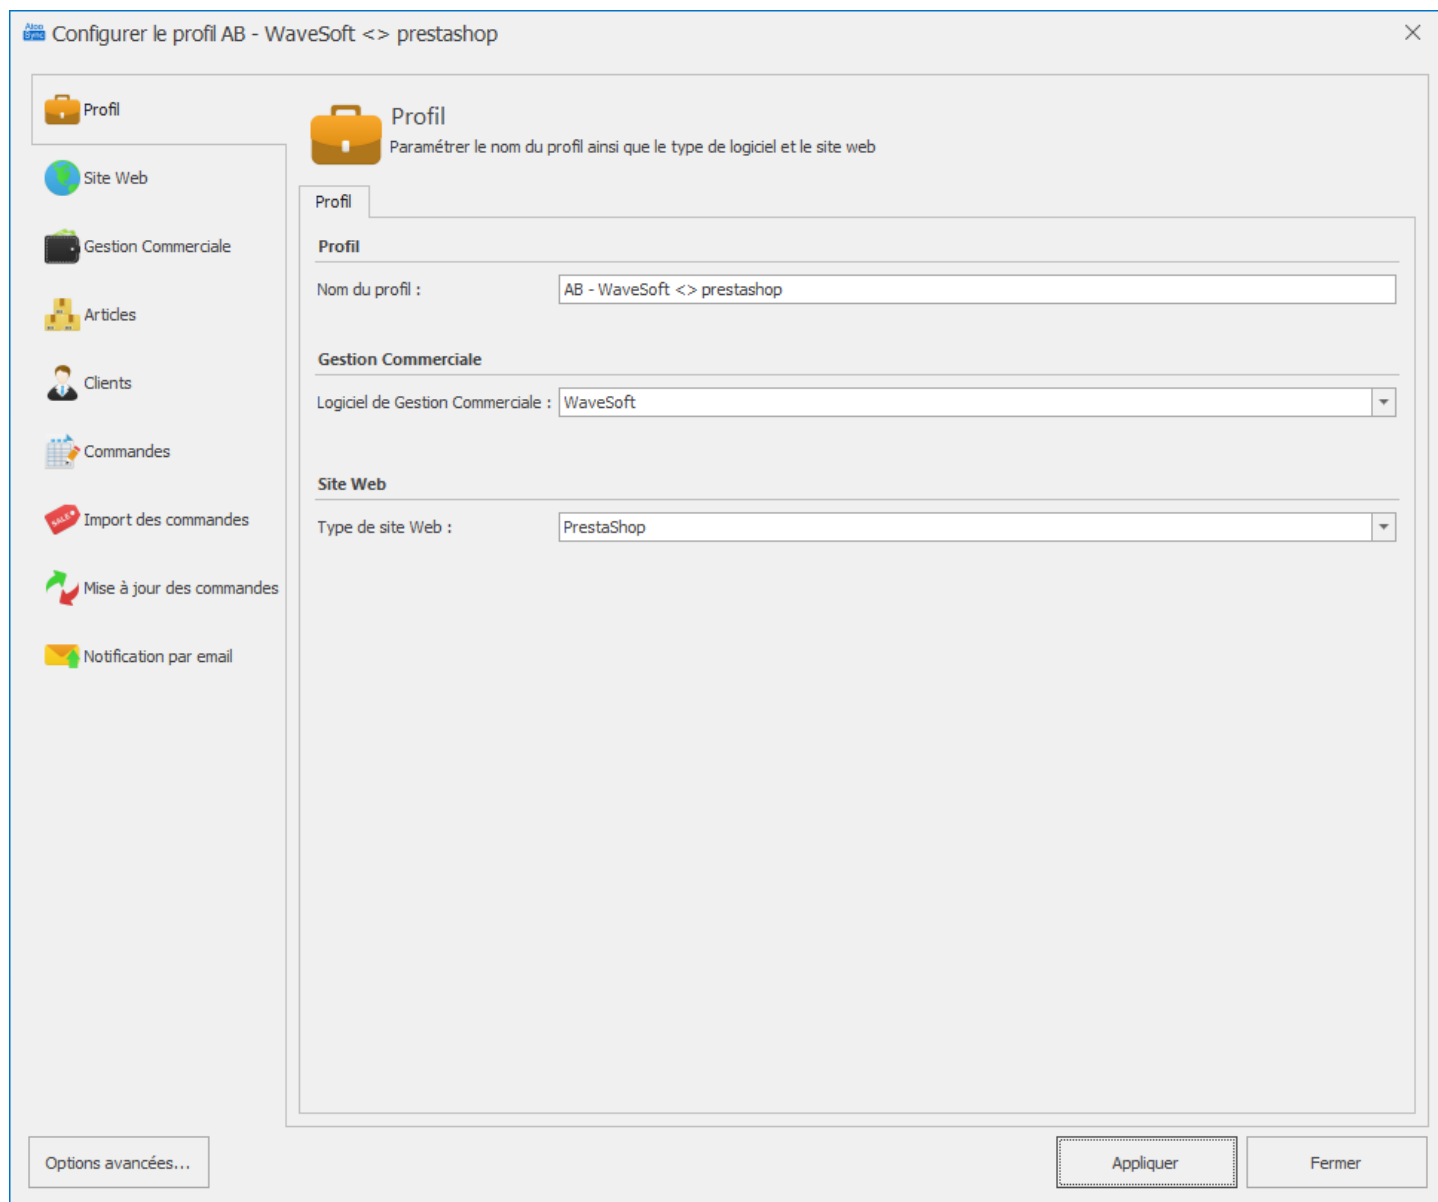 Configurer le profil AB - WaveSoft <> prestashop
Profil
Site Web
Gestion Commerciale
Articles
Clients
Commandes
SALE
Import des commandes
Mise à jour des commandes
Notification par email
Profil
Paramétrer le nom du profil ainsi que le type de logiciel et le site web
Profil
Profil
Nom du profil : AB - WaveSoft <> prestashop
Gestion Commerciale
Logiciel de Gestion Commerciale : WaveSoft
Site Web
Type de site Web : PrestaShop
Options avancées...
Appliquer
Fermer